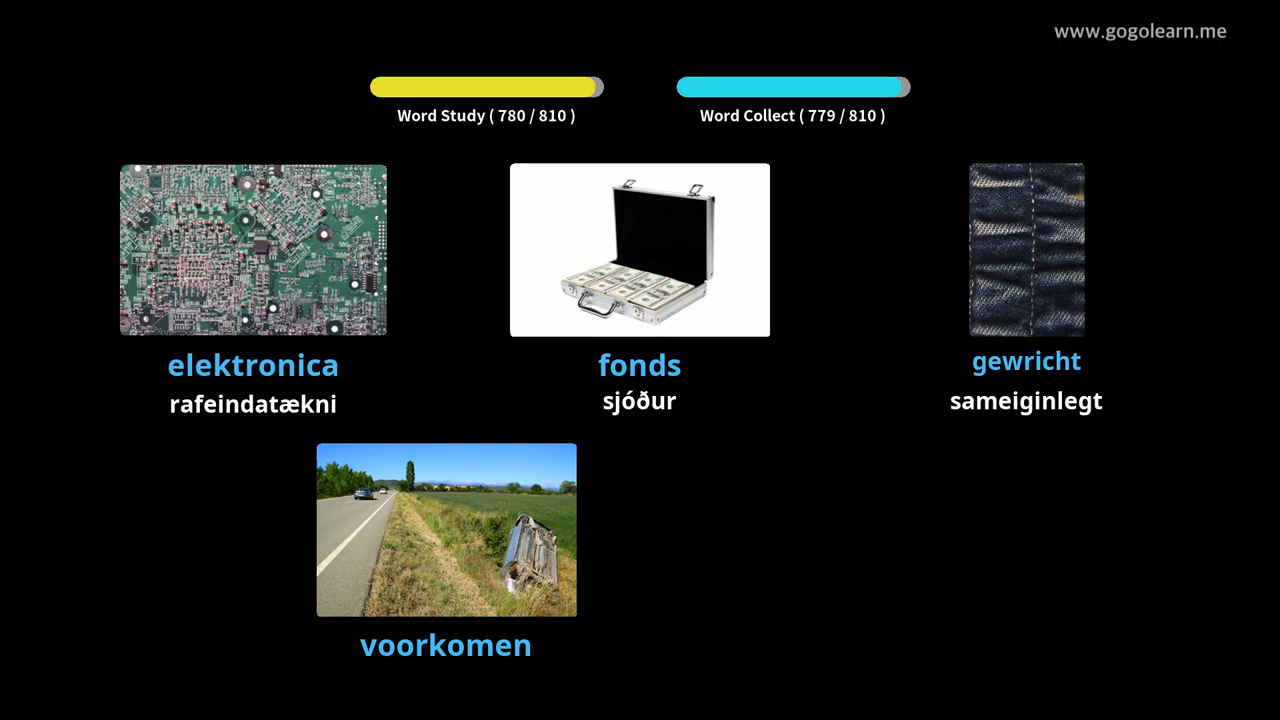 www.gogolearn.me
Word Study ( 780 / 810 )
Word Collect ( 779 / 810 )
elektronica
rafeindatækni
fonds
sjóður
gewricht
sameiginlegt
voorkomen